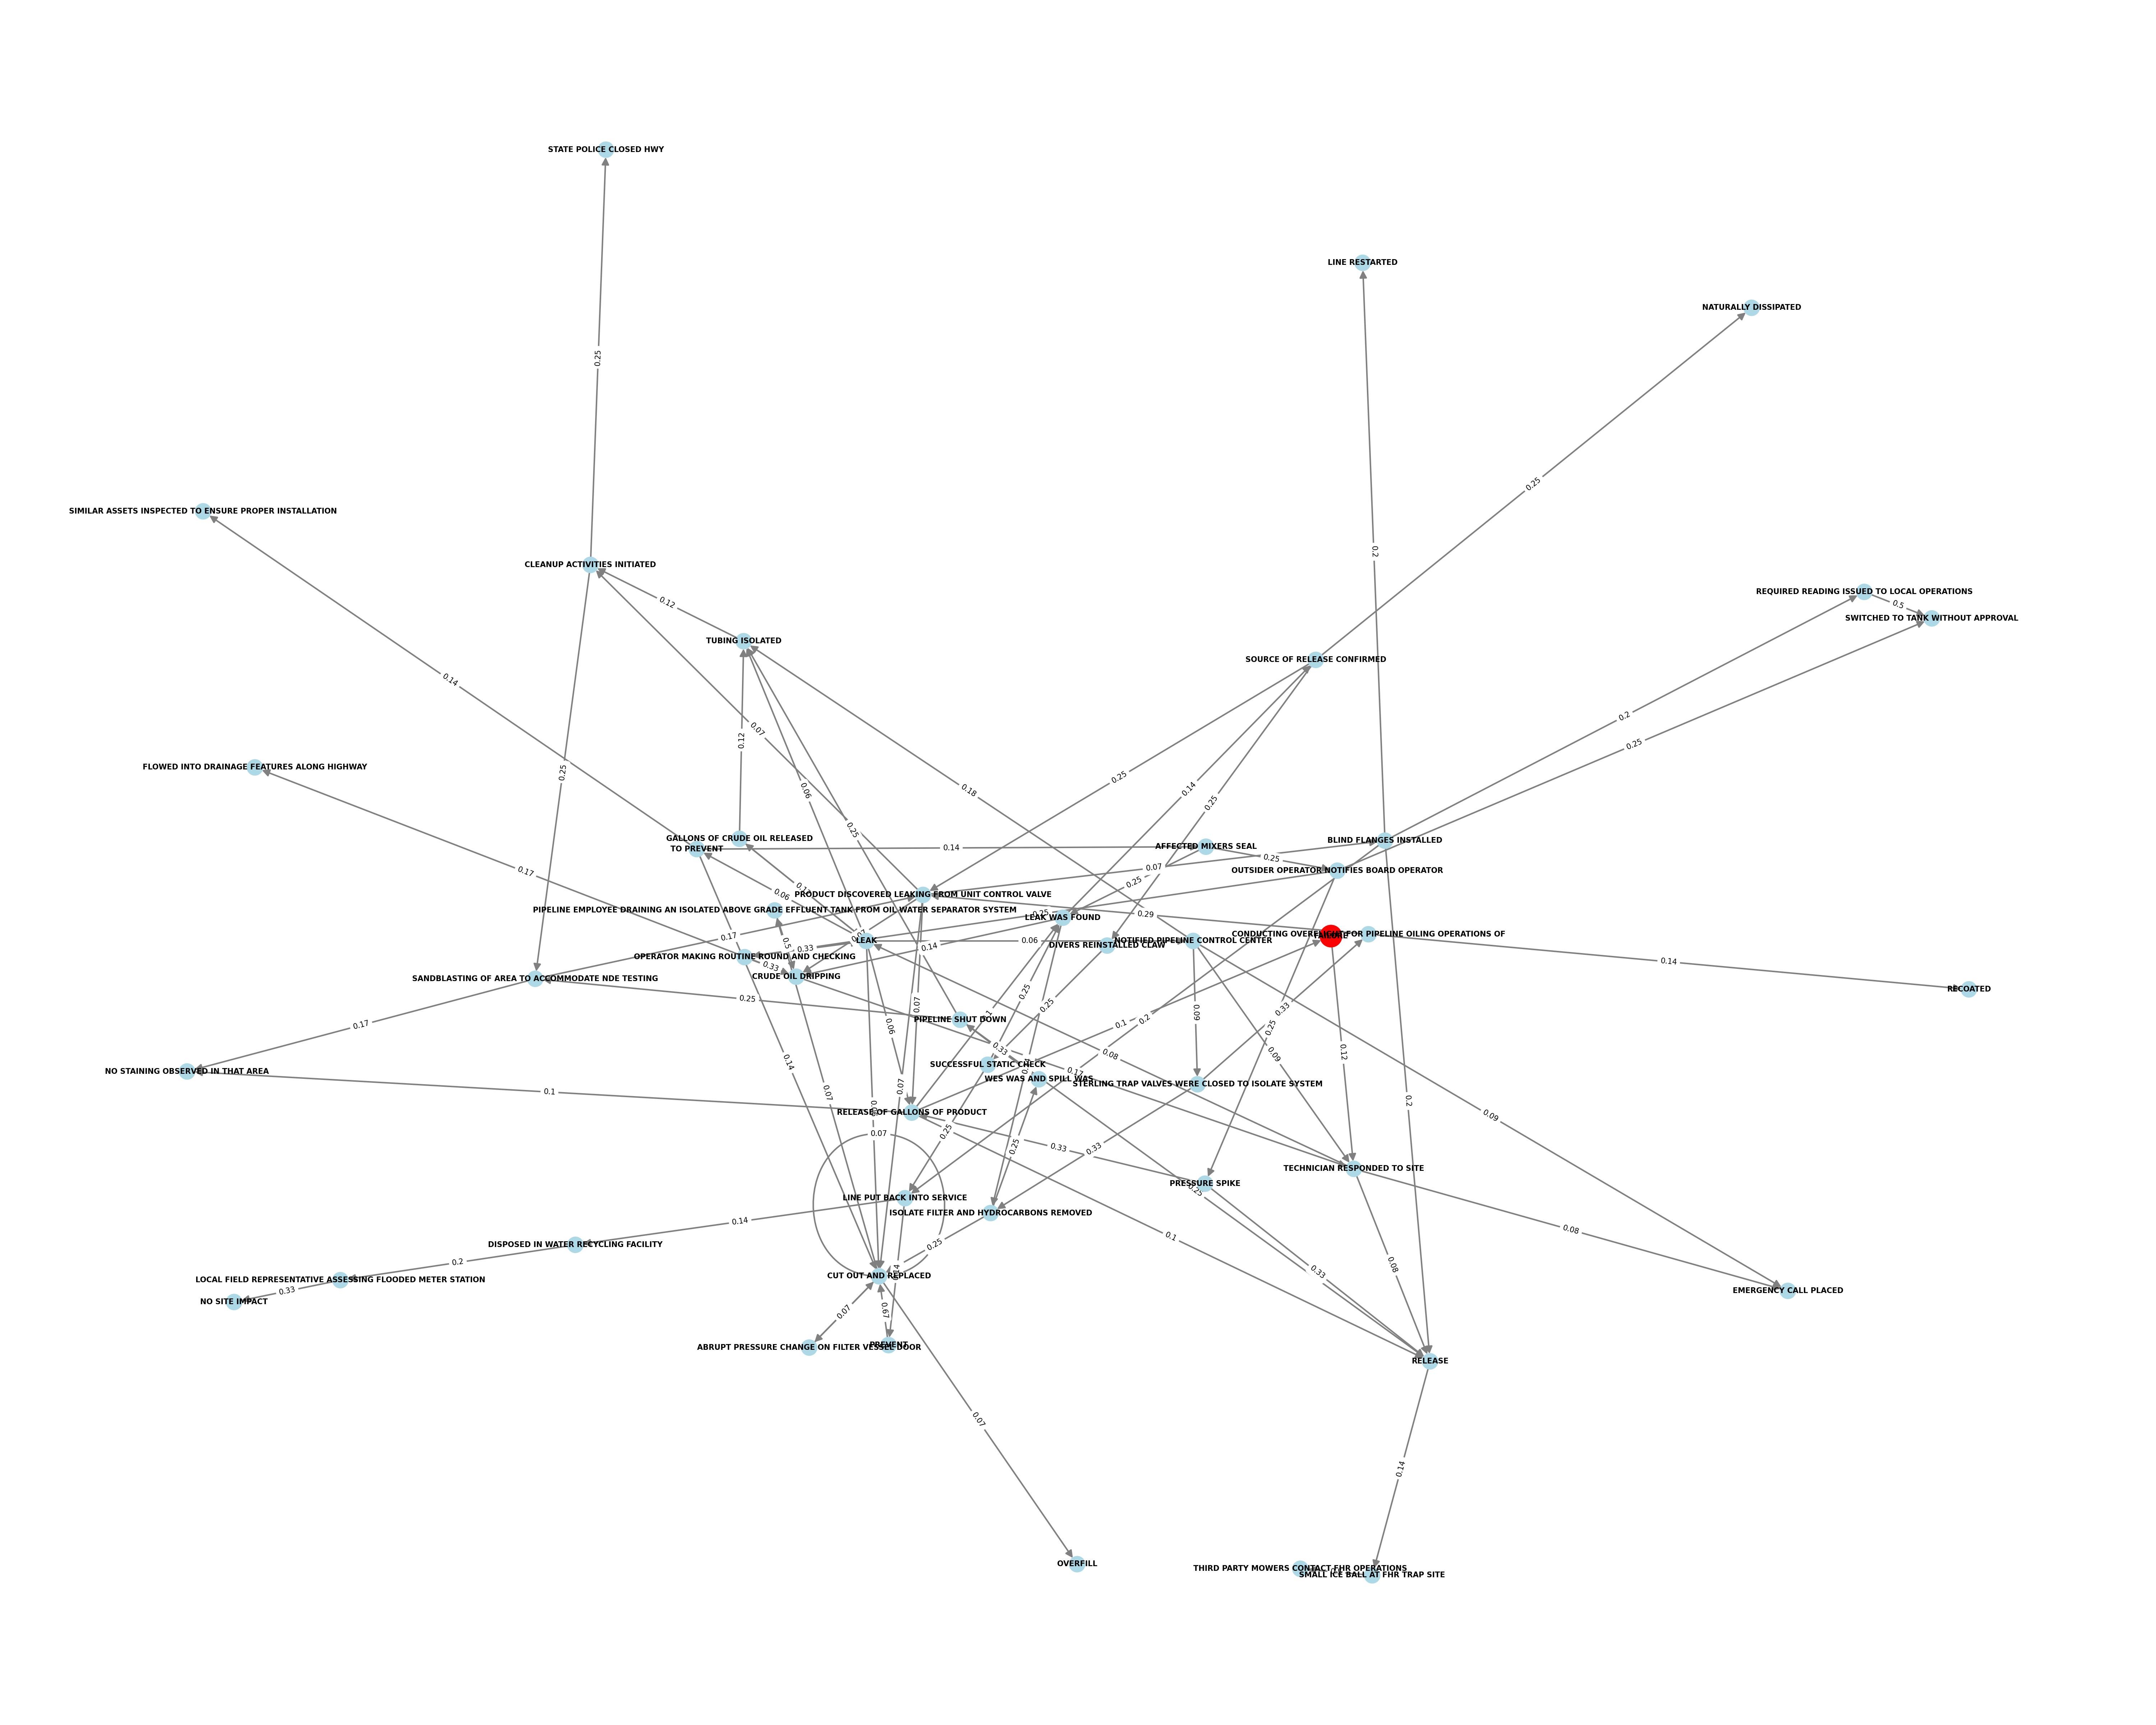 STATE POLICE CLOSED HWY
LINE RESTARTED
NATURALLY DISSIPATED
0.25
0.25
SIMILAR ASSETS INSPECTED TO ENSURE PROPER INSTALLATION
0.2
CLEANUP ACTIVITIES INITIATED
REQUIRED READING ISSUED TO LOCAL OPERATIONS
0.12
0.5
SWITCHED TO TANK WITHOUT APPROVAL
TUBING ISOLATED
SOURCE OF RELEASE CONFIRMED
0.14
0.2
0.07
0.12
0.25
FLOWED INTO DRAINAGE FEATURES ALONG HIGHWAY
0.25
0.25
0.06
0.18
0.14
0.25
0.25
GALLONS OF CRUDE OIL RELEASED
BLIND FLANGES INSTALLED
TO PREVENT
0.14
AFFECTED MIXERS SEAL
0.25
0.17
0.07
OUTSIDER OPERATOR NOTIFIES BOARD OPERATOR
0.25
0.06
PRODUCT DISCOVERED LEAKING FROM UNIT CONTROL VALVE
PIPELINE EMPLOYEE DRAINING AN ISOLATED ABOVE GRADE EFFLUENT TANK FROM OIL WATER SEPARATOR SYSTEM
0.25
0.29
LEAK WAS FOUND
CONDUCTING OVERFLIGHT FOR PIPELINE OILING OPERATIONS OF
0.17
LEAK
0.06
NOTIFIED PIPELINE CONTROL CENTER
0.5
0.33
0.14
DIVERS REINSTALLED CLAW
OPERATOR MAKING ROUTINE ROUND AND CHECKING
0.14
0.33
CRUDE OIL DRIPPING
SANDBLASTING OF AREA TO ACCOMMODATE NDE TESTING
RECOATED
0.25
0.25
0.25
0.07
0.33
0.09
PIPELINE SHUT DOWN
0.17
0.1
0.2
0.25
0.06
0.33
0.08
0.09
0.12
SUCCESSFUL STATIC CHECK
0.14
NO STAINING OBSERVED IN THAT AREA
0.17
WES WAS AND SPILL WAS
STERLING TRAP VALVES WERE CLOSED TO ISOLATE SYSTEM
0.1
0.07
0.07
0.2
RELEASE OF GALLONS OF PRODUCT
0.09
0.07
0.25
0.25
0.33
0.33
TECHNICIAN RESPONDED TO SITE
PRESSURE SPIKE
0.25
LINE PUT BACK INTO SERVICE
ISOLATE FILTER AND HYDROCARBONS REMOVED
0.14
0.08
0.1
DISPOSED IN WATER RECYCLING FACILITY
0.25
0.2
0.08
0.33
CUT OUT AND REPLACED
LOCAL FIELD REPRESENTATIVE ASSESSING FLOODED METER STATION
0.33
EMERGENCY CALL PLACED
NO SITE IMPACT
0.07
0.67
ABRUPT PRESSURE CHANGE ON FILTER VESSEL DOOR
PREVENT
RELEASE
0.07
0.14
OVERFILL
THIRD PARTY MOWERS CONTACT FHR OPERATIONS
SMALL ICE BALL AT FHR TRAP SITE